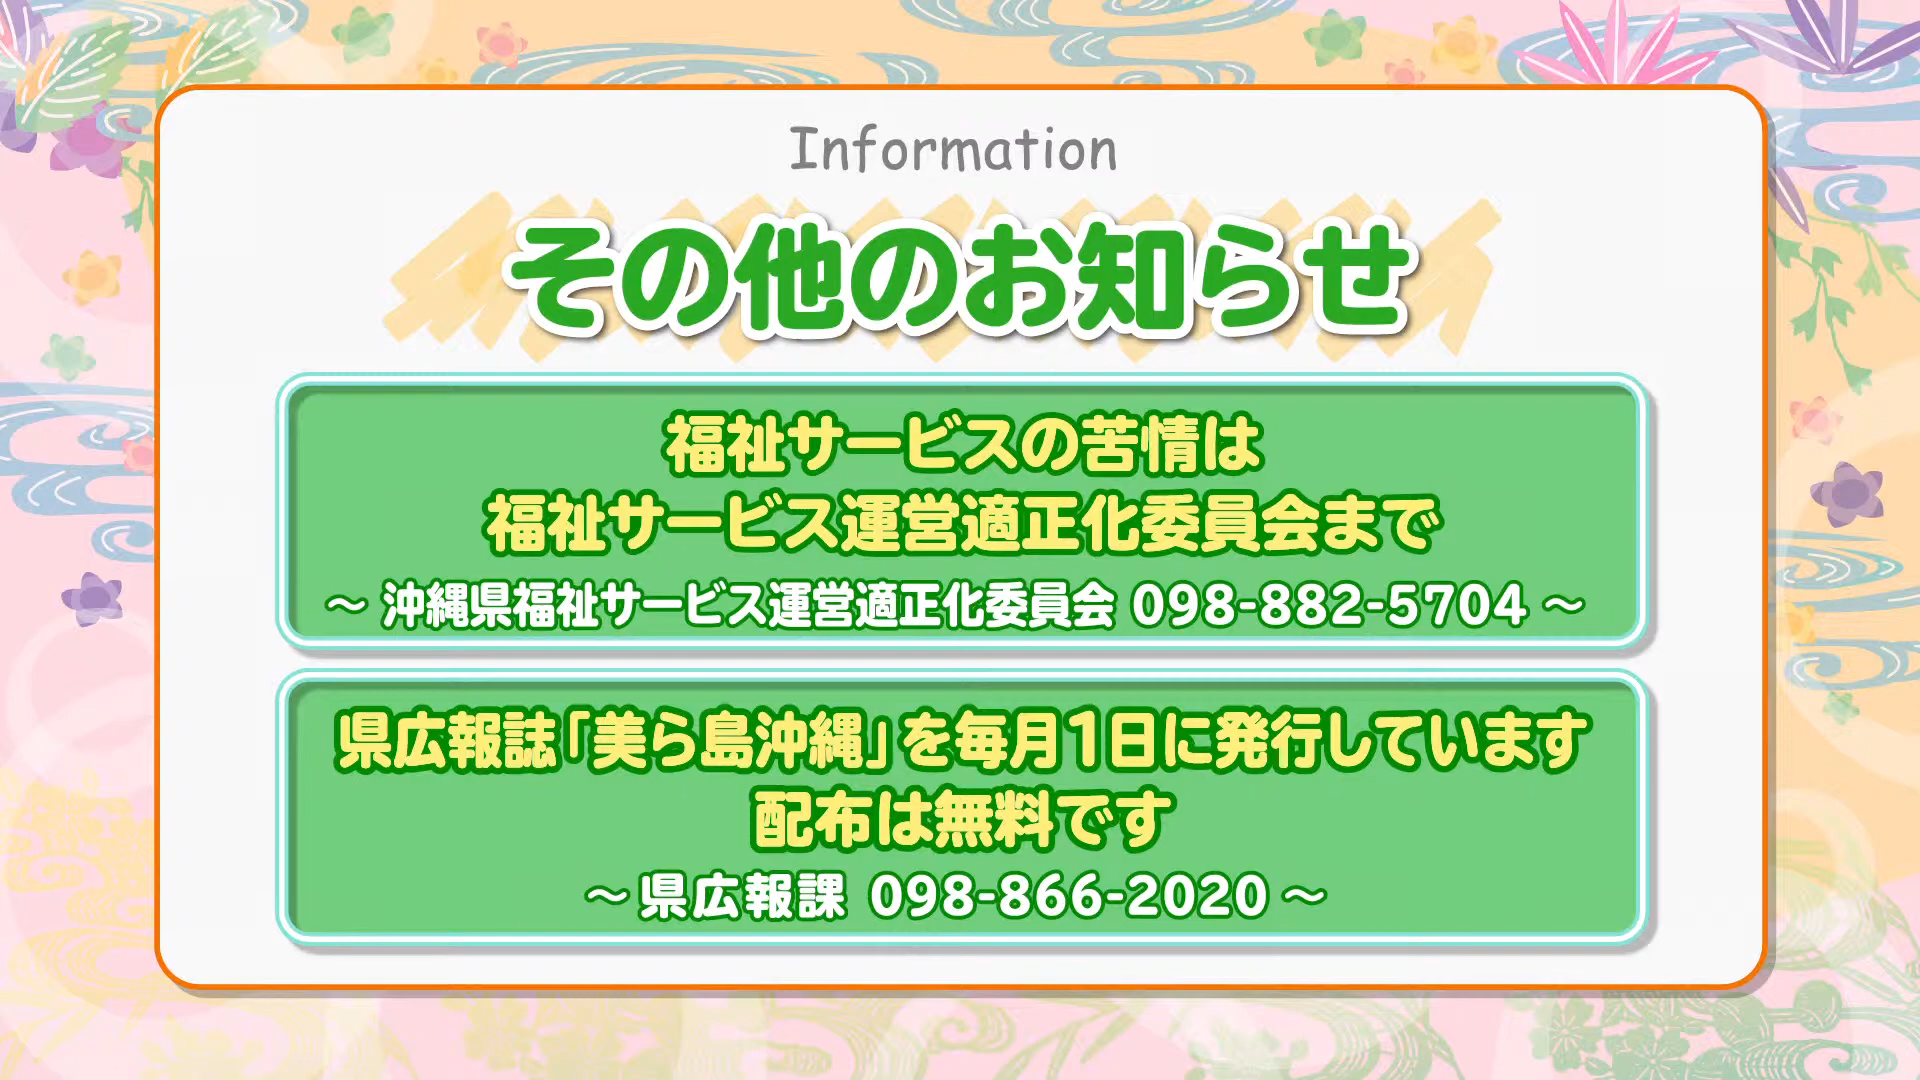 Information
その他のお知らせ
福祉サービスの苦情は
福祉サービス運営適正化委員会まで
～ 沖縄県福祉サービス運営適正化委員会 098-882-5704 ～
県広報誌「美ら島沖縄」を毎月1日に発行しています
配布は無料です
～ 県広報課 098-866-2020 ～